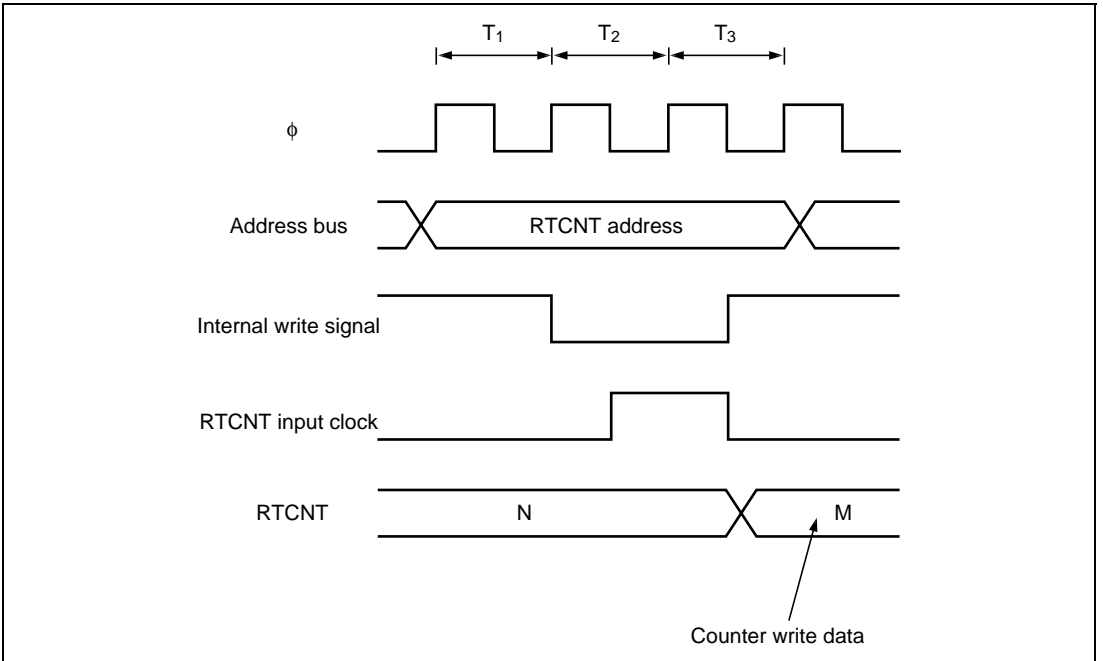 T1 T2 T3
φ
Address bus RTCNT address
Internal write signal
RTCNT input clock
RTCNT N M
Counter write data